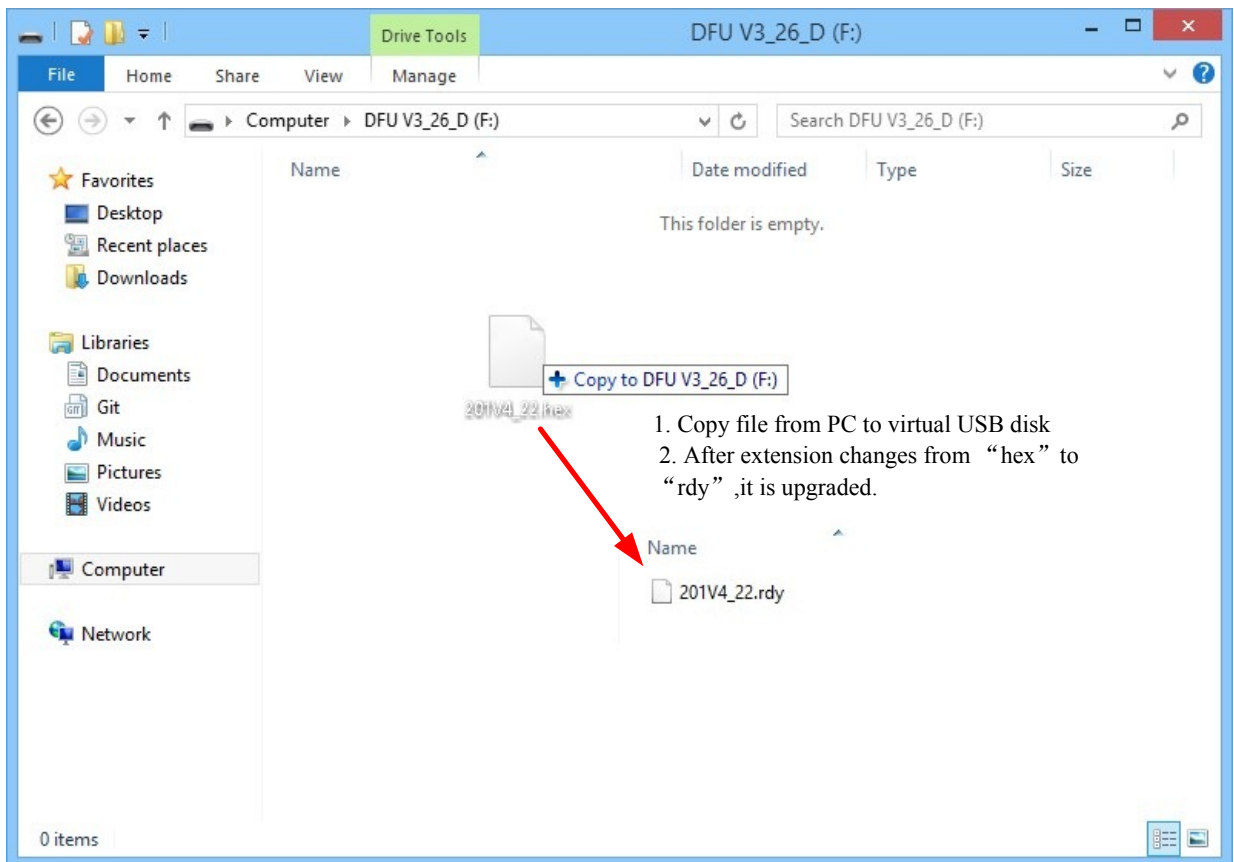 Drive Tools
DFU V3_26_D (F:)
File Home Share View Manage
Computer DFU V3_26_D (F:)
Search DFU V3_26_D (F:)
Name Date modified Type Size
This folder is empty.
Favorites
Desktop
Recent places
Downloads
Libraries
Documents
Git
Music
Pictures
Videos
Computer
Network
Copy to DFU V3_26_D (F:)
201V4_22.hex
1. Copy file from PC to virtual USB disk
2. After extension changes from “hex” to
“rdy” ,it is upgraded.
Name
201V4_22.rdy
0 items